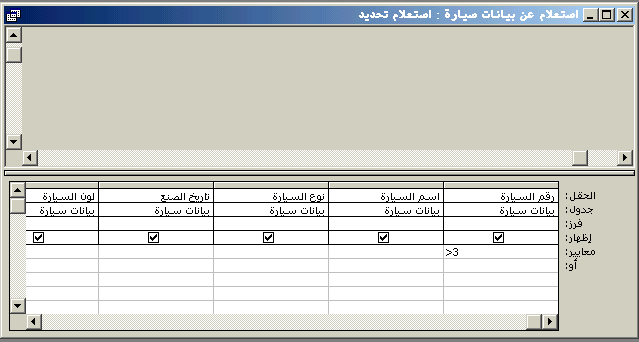 استعلام عن بيانات سيارة : استعلام تحديد
الحقل: رقم السيارة اسم السيارة نوع السيارة تاريخ الصنع لون السيارة
جدول: بيانات سيارة بيانات سيارة بيانات سيارة بيانات سيارة بيانات سيارة
فرز:
إظهار:
معايير: >3
أو: